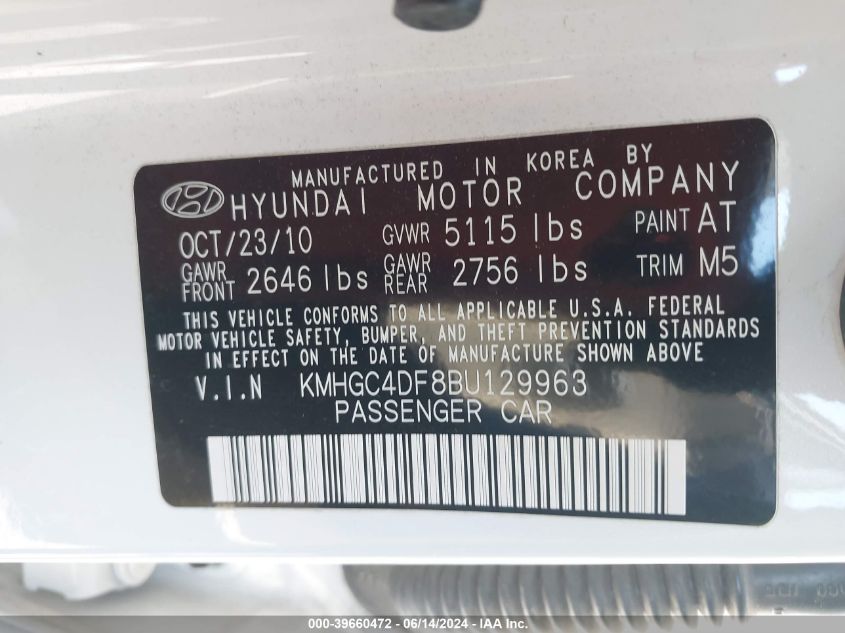 MANUFACTURED IN KOREA BY
HYUNDAI MOTOR COMPANY
OCT/23/10 GVWR 5115 lbs PAINT AT
GAWR FRONT 2646 lbs GAWR REAR 2756 lbs TRIM M5
THIS VEHICLE CONFORMS TO ALL APPLICABLE U.S.A. FEDERAL
MOTOR VEHICLE SAFETY, BUMPER, AND THEFT PREVENTION STANDARDS
IN EFFECT ON THE DATE OF MANUFACTURE SHOWN ABOVE
V.I.N KMHGC4DF8BU129963
PASSENGER CAR
000-39660472 - 06/14/2024 - IAA Inc.